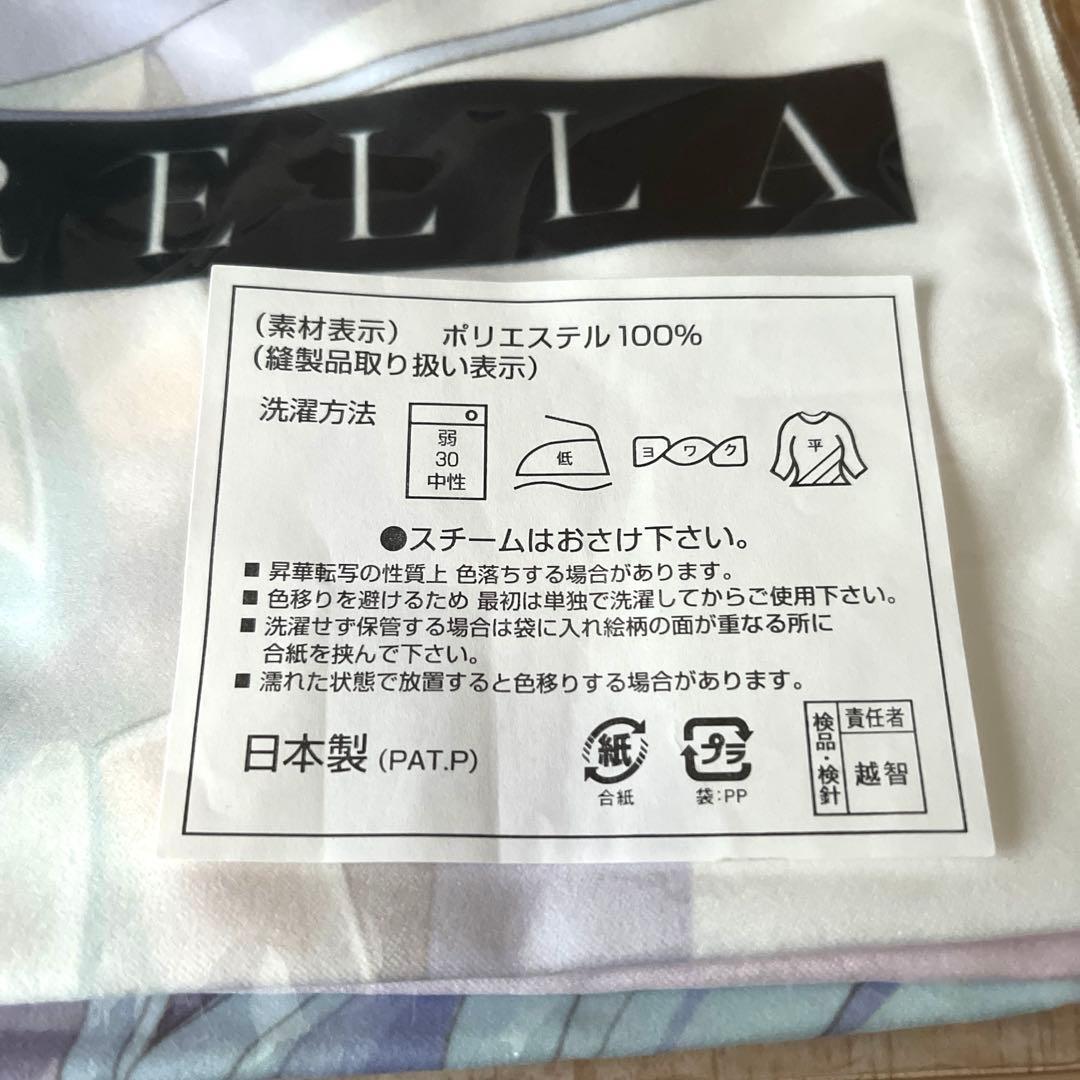 RELLA
（素材表示） ポリエステル100%
（縫製品取り扱い表示）
洗濯方法
弱
30
中性
低
ヨワク
平
●スチームはおさけ下さい。
■ 昇華転写の性質上 色落ちする場合があります。
■ 色移りを避けるため 最初は単独で洗濯してからご使用下さい。
■ 洗濯せず保管する場合は袋に入れ絵柄の面が重なる所に
合紙を挟んで下さい。
■ 濡れた状態で放置すると色移りする場合があります。
日本製 (PAT.P)
紙
合紙
プラ
袋:PP
検品・検針
責任者
越智